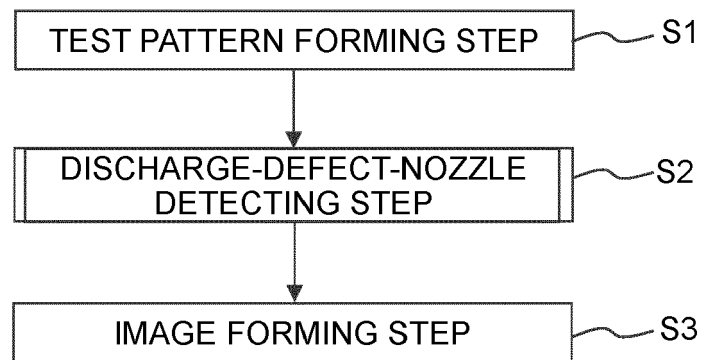 TEST PATTERN FORMING STEP
S1
DISCHARGE-DEFECT-NOZZLE
DETECTING STEP
S2
IMAGE FORMING STEP
S3